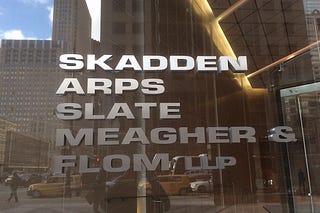 SKADDEN
ARPS
SLATE
MEAGHER &
FLOM LLP